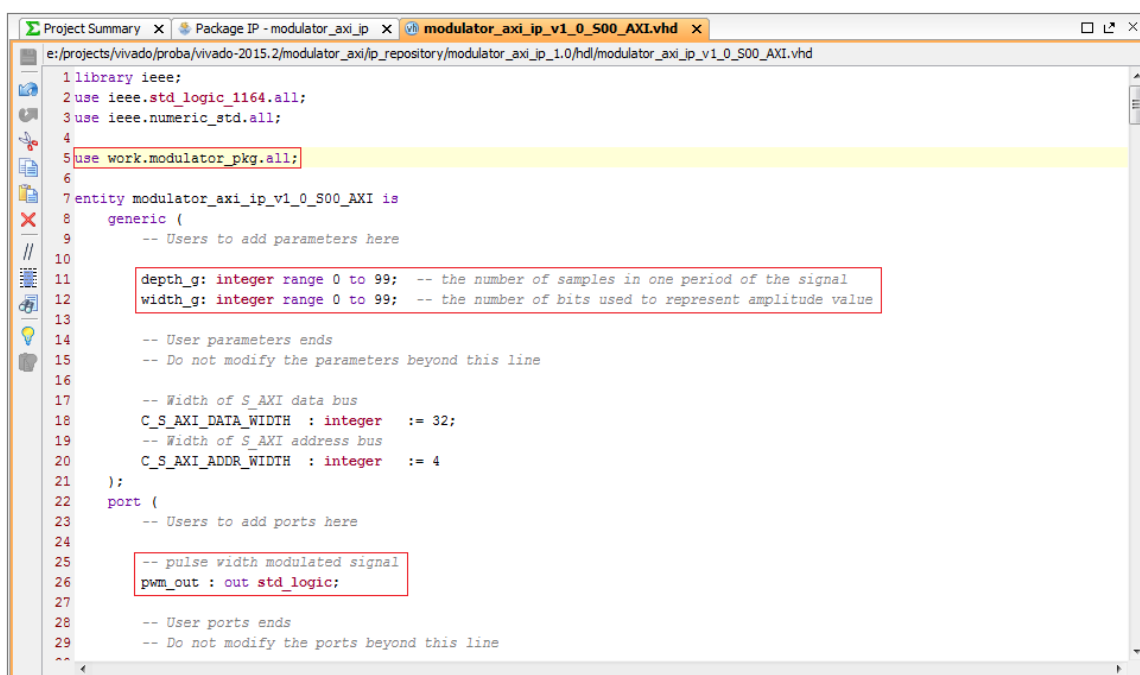 Project Summary x Package IP - modulator_axi_ip x modulator_axi_ip_v1_0_S00_AXI.vhd x
e:/projects/vivado/proba/vivado-2015.2/modulator_axi/ip_repository/modulator_axi_ip_1.0/hdl/modulator_axi_ip_v1_0_S00_AXI.vhd
1 library ieee;
2 use ieee.std_logic_1164.all;
3 use ieee.numeric_std.all;
4
5 use work.modulator_pkg.all;
6
7 entity modulator_axi_ip_v1_0_S00_AXI is
8 generic (
9 -- Users to add parameters here
10
11 depth_g: integer range 0 to 99; -- the number of samples in one period of the signal
12 width_g: integer range 0 to 99; -- the number of bits used to represent amplitude value
13
14 -- User parameters ends
15 -- Do not modify the parameters beyond this line
16
17 -- Width of S_AXI data bus
18 C_S_AXI_DATA_WIDTH : integer := 32;
19 -- Width of S_AXI address bus
20 C_S_AXI_ADDR_WIDTH : integer := 4
21 );
22 port (
23 -- Users to add ports here
24
25 -- pulse width modulated signal
26 pwm_out : out std_logic;
27
28 -- User ports ends
29 -- Do not modify the ports beyond this line